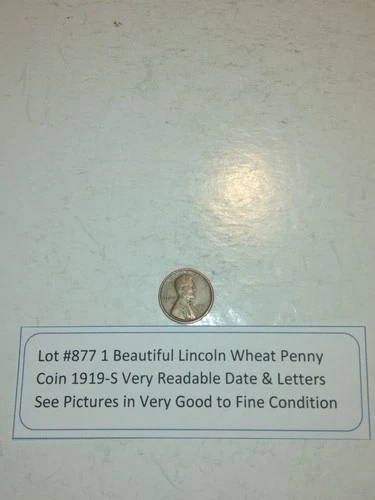 Lot #877 1 Beautiful Lincoln Wheat Penny
Coin 1919-S Very Readable Date & Letters
See Pictures in Very Good to Fine Condition